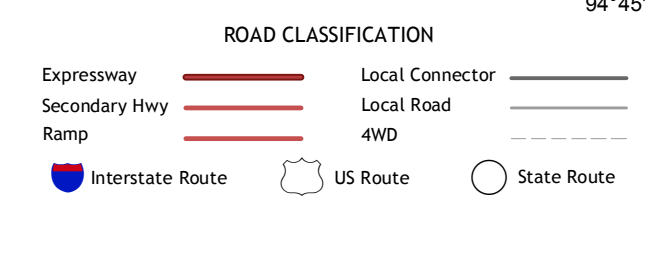 94°45'
ROAD CLASSIFICATION
Expressway
Local Connector
Secondary Hwy
Local Road
Ramp
4WD
Interstate Route
US Route
State Route